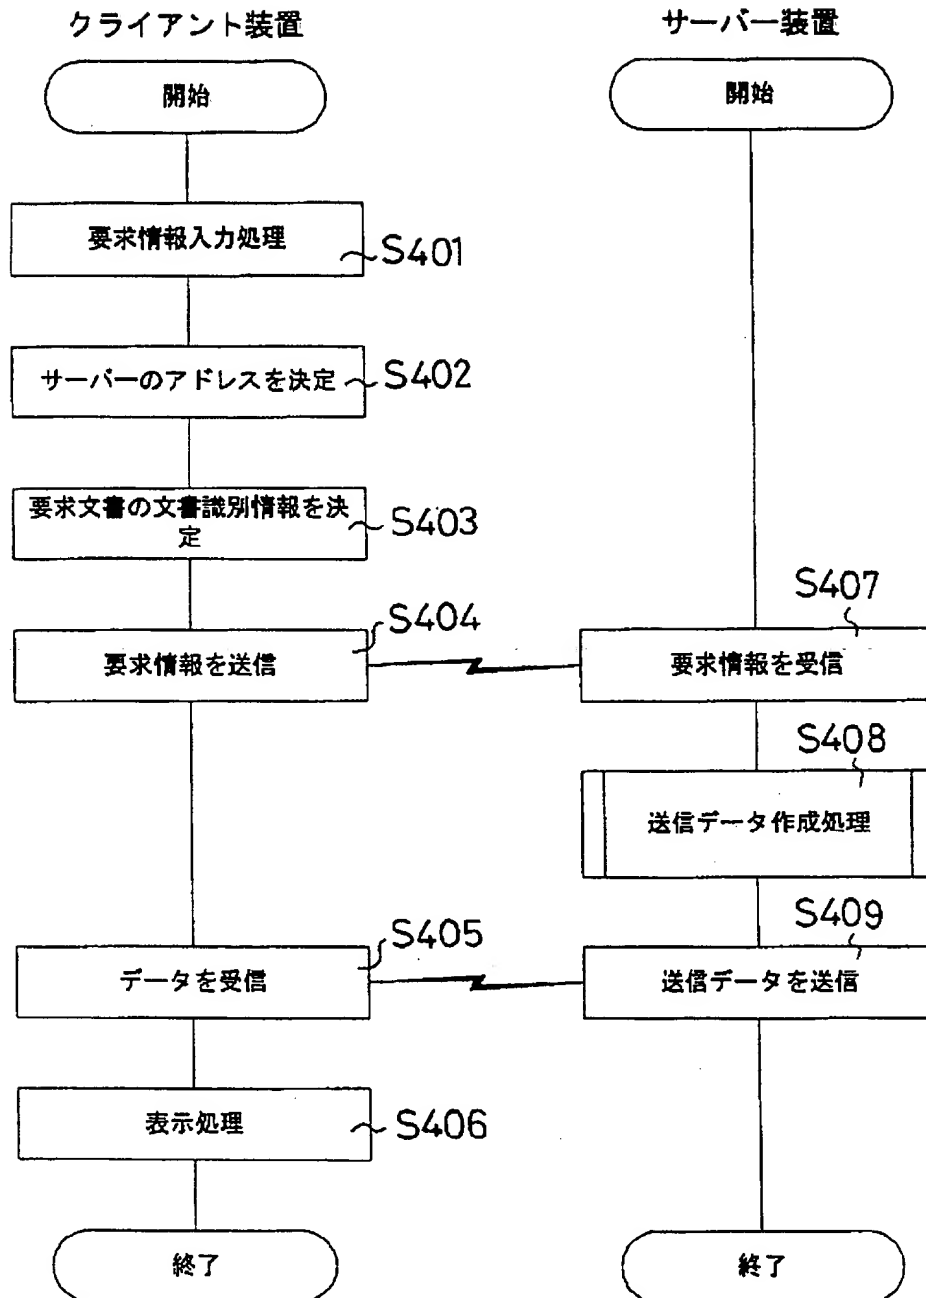 クライアント装置
サーバー装置
開始
開始
要求情報入力処理
S401
サーバーのアドレスを決定
S402
要求文書の文書識別情報を決
定
S403
S404
要求情報を送信
S407
要求情報を受信
S408
送信データ作成処理
S405
データを受信
S409
送信データを送信
表示処理
S406
終了
終了